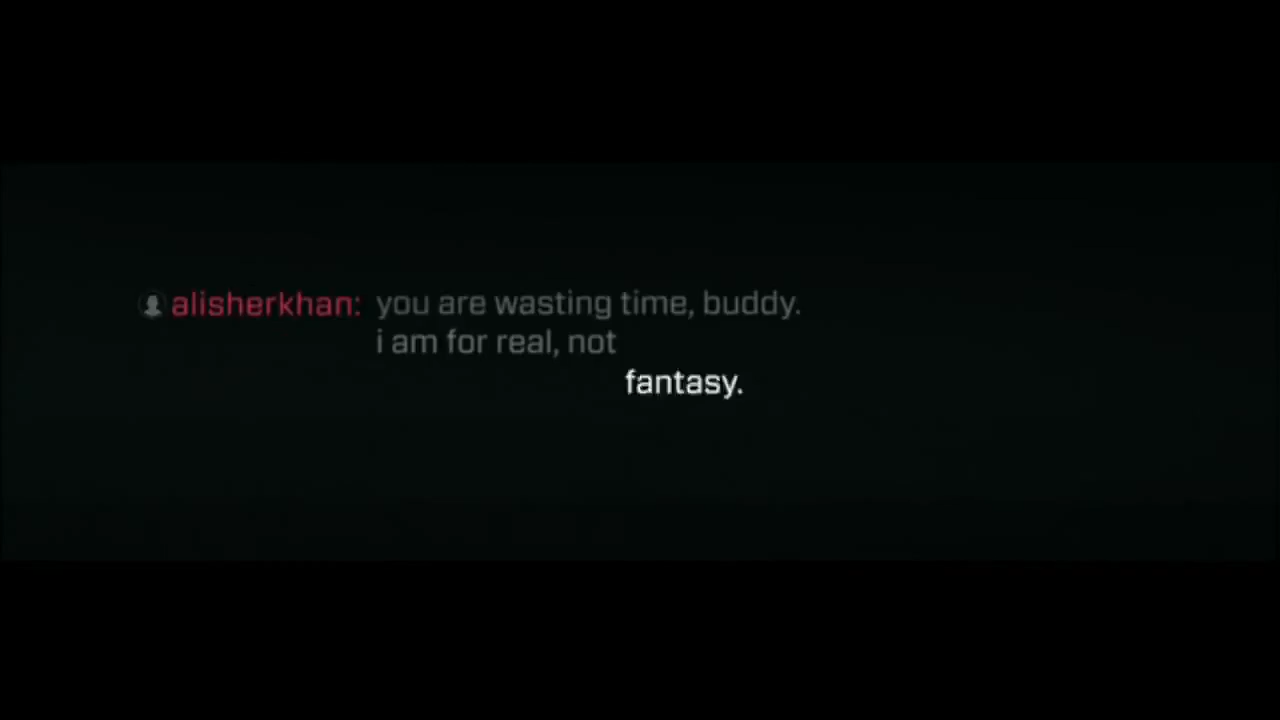 alisherkhan: you are wasting time, buddy.
i am for real, not
fantasy.